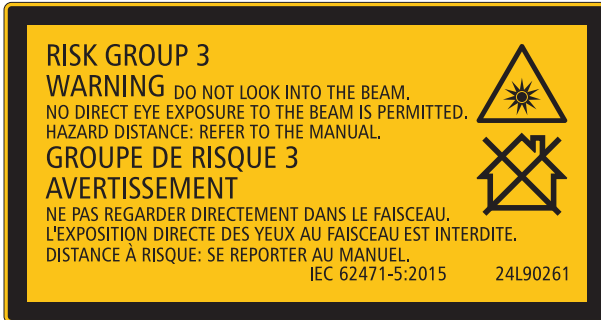 RISK GROUP 3
WARNING DO NOT LOOK INTO THE BEAM.
NO DIRECT EYE EXPOSURE TO THE BEAM IS PERMITTED.
HAZARD DISTANCE: REFER TO THE MANUAL.
GROUPE DE RISQUE 3
AVERTISSEMENT
NE PAS REGARDER DIRECTEMENT DANS LE FAISCEAU.
L'EXPOSITION DIRECTE DES YEUX AU FAISCEAU EST INTERDITE.
DISTANCE À RISQUE: SE REPORTER AU MANUEL.
IEC 62471-5:2015 24L90261